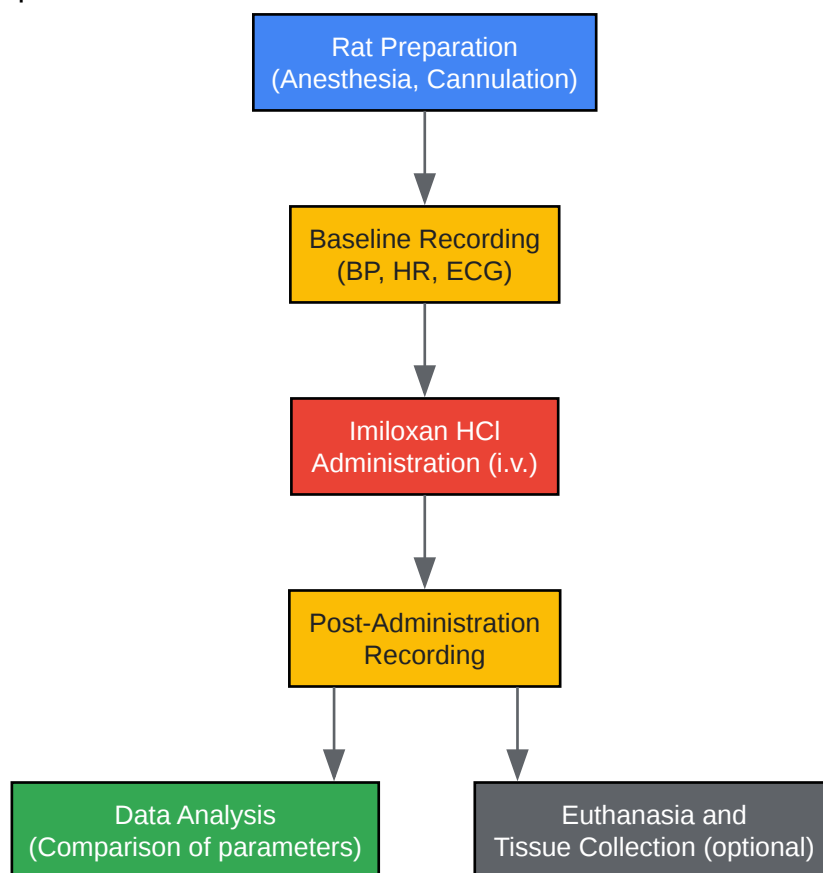 Rat Preparation
(Anesthesia, Cannulation)
Baseline Recording
(BP, HR, ECG)
Imiloxan HCl
Administration (i.v.)
Post-Administration
Recording
Data Analysis
(Comparison of parameters)
Euthanasia and
Tissue Collection (optional)